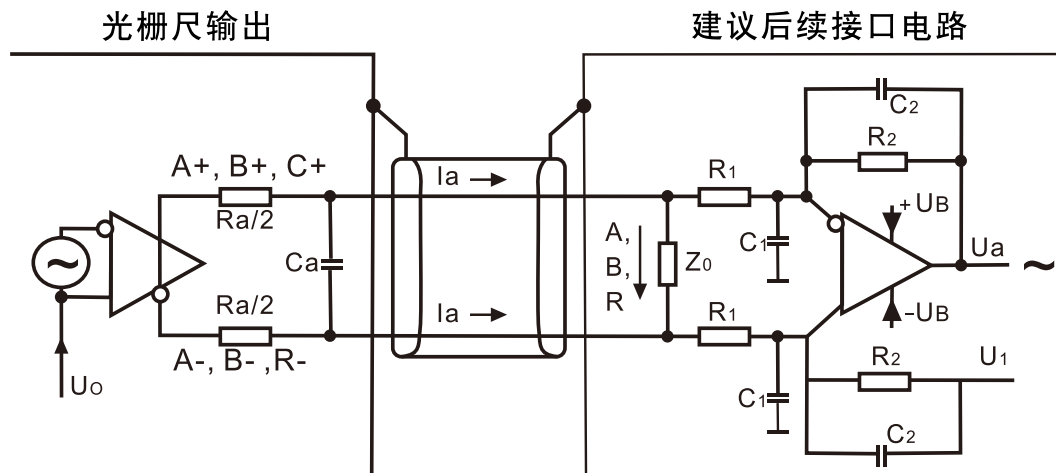 光栅尺输出
建议后续接口电路
A+, B+, C+
Ra/2
Ca
Ra/2
A-, B- ,R-
UO
Ia
Ia
A,
B,
R
Z0
R1
C1
R1
C1
C2
R2
+UB
Ua
~
-UB
R2
U1
C2
~